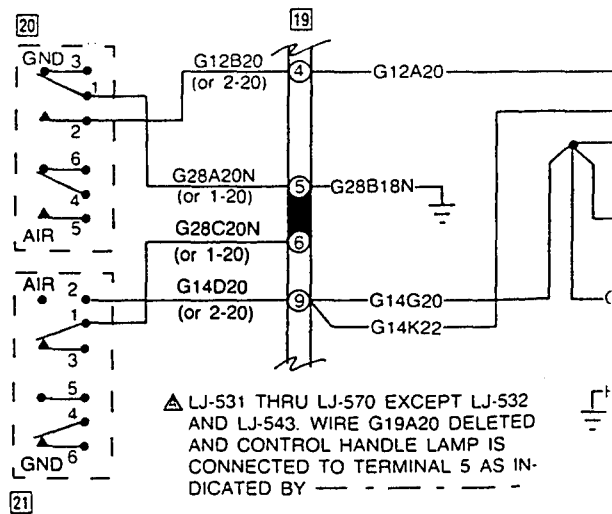 20
19
GND 3
G12B20
4
G12A20
1
(or 2-20)
2
6
G28A20N
5
G28B18N
4
(or 1-20)
5
G28C20N
AIR
(or 1-20)
6
AIR 2
G14D20
9
G14G20
1
(or 2-20)
G14K22
3
5
LJ-531 THRU LJ-570 EXCEPT LJ-532
4
AND LJ-543. WIRE G19A20 DELETED
AND CONTROL HANDLE LAMP IS
GND 6
CONNECTED TO TERMINAL 5 AS IN-
DICATED BY
21